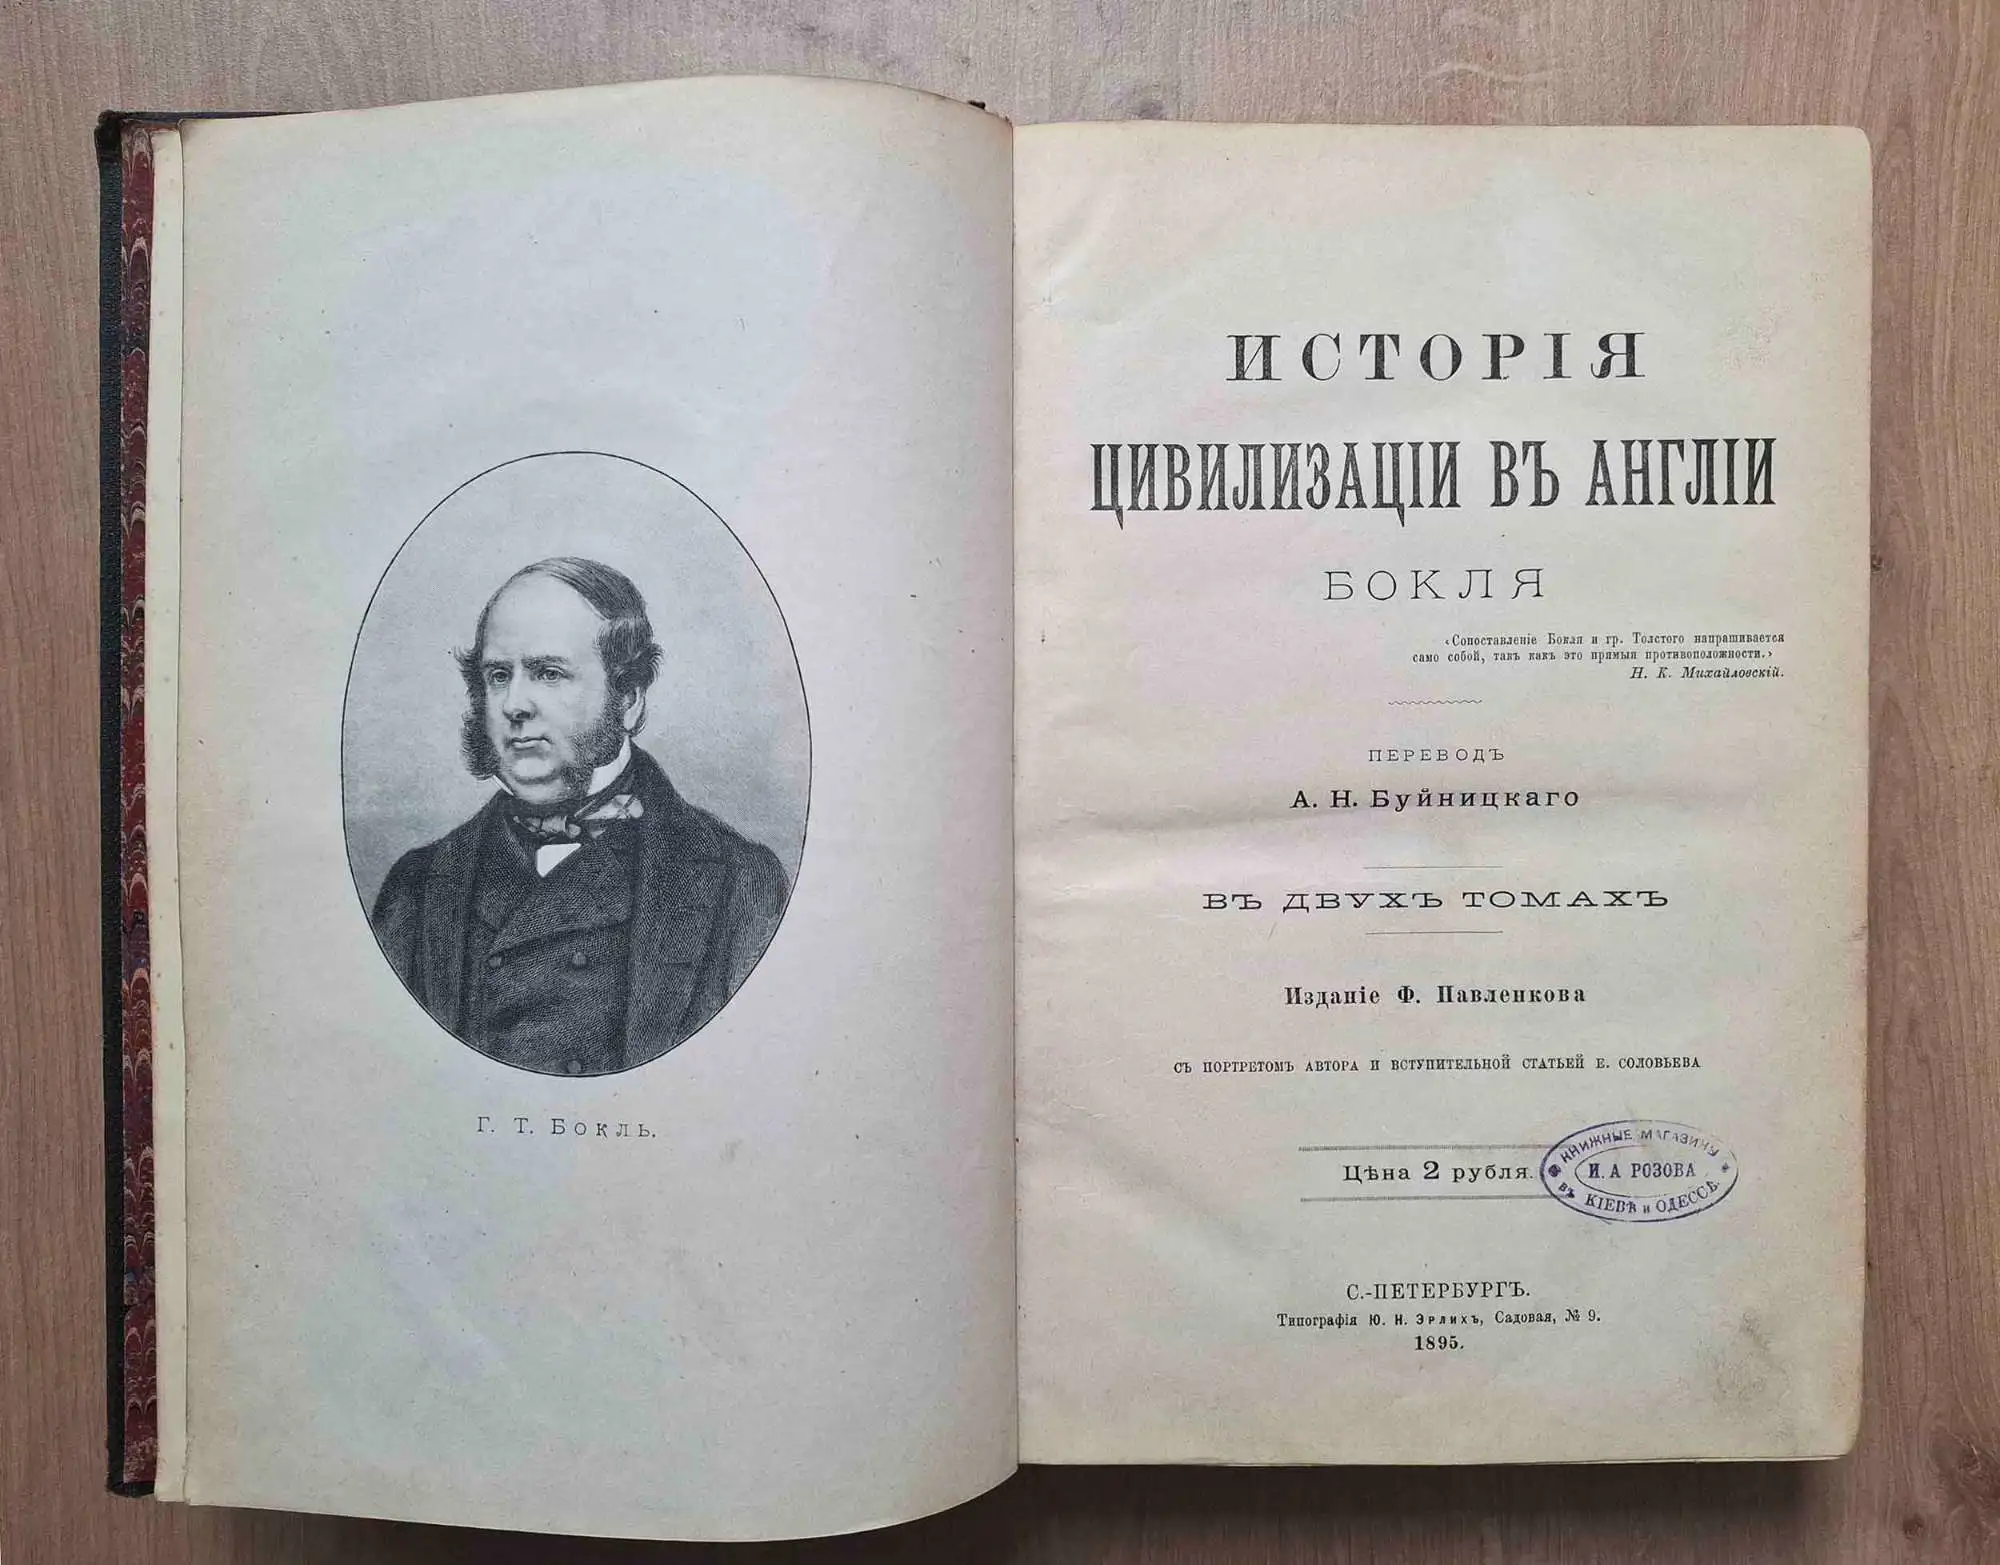 Г. Т. Бокль.
ИСТОРІЯ
ЦИВИЛИЗАЦІИ ВЪ АНГЛІИ
БОКЛЯ
‹Сопоставленіе Бокля и гр. Толстого напрашивается
само собой, такъ какъ это прямыя противоположности.›
Н. К. Михайловскій.
ПЕРЕВОДЪ
А. Н. Буйницкаго
ВЪ ДВУХЪ ТОМАХЪ
Изданіе Ф. Павленкова
СЪ ПОРТРЕТОМЪ АВТОРА И ВСТУПИТЕЛЬНОЙ СТАТЬЕЙ Е. СОЛОВЬЕВА
Цѣна 2 рубля.
КНИЖНЫЕ МАГАЗИНЫ
И. А РОЗОВА
ВЪ КІЕВѢ и ОДЕССѢ.
С.-ПЕТЕРБУРГЪ.
Типографія Ю. Н. Эрлихъ, Садовая, № 9.
1895.